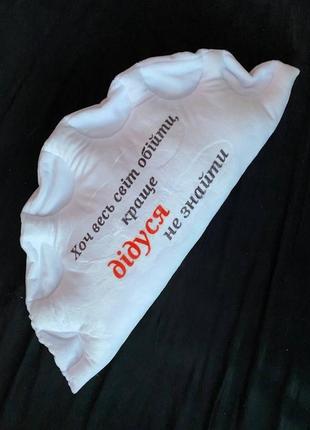 Хоч весь світ обійти,
краще
дідуся
не знайти